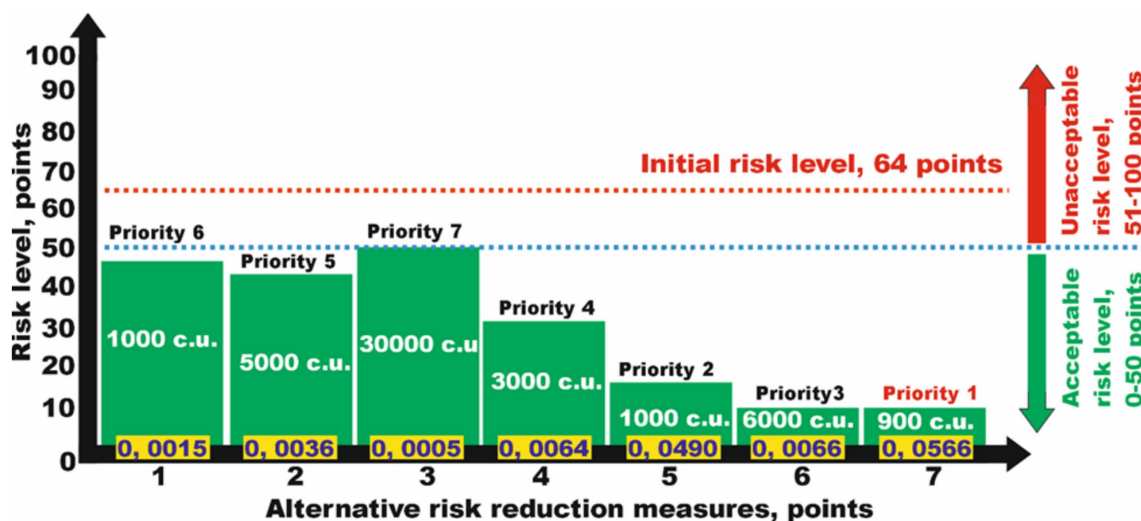 Risk level, points
100
90
80
70
60
50
40
30
20
10
0
Initial risk level, 64 points
Priority 6
Priority 5
Priority 7
Priority 4
Priority 2
Priority3
Priority 1
1000 c.u.
5000 c.u.
30000 c.u
3000 c.u.
1000 c.u.
6000 c.u.
900 c.u.
0, 0015
0, 0036
0, 0005
0, 0064
0, 0490
0, 0066
0, 0566
1
2
3
4
5
6
7
Alternative risk reduction measures, points
Unacceptable
risk level,
51-100 points
Acceptable
risk level,
0-50 points